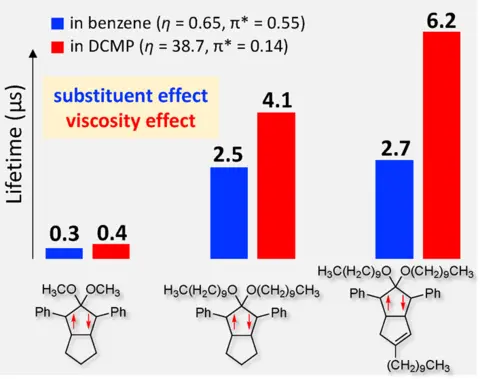 in benzene (η = 0.65, π* = 0.55)
in DCMP (η = 38.7, π* = 0.14)
substituent effect
viscosity effect
Lifetime (μs)
0.3
0.4
2.5
4.1
2.7
6.2
H3CO OCH3
Ph Ph
H3C(H2C)9O O(CH2)9CH3
Ph Ph
H3C(H2C)9O O(CH2)9CH3
Ph Ph
(CH2)9CH3